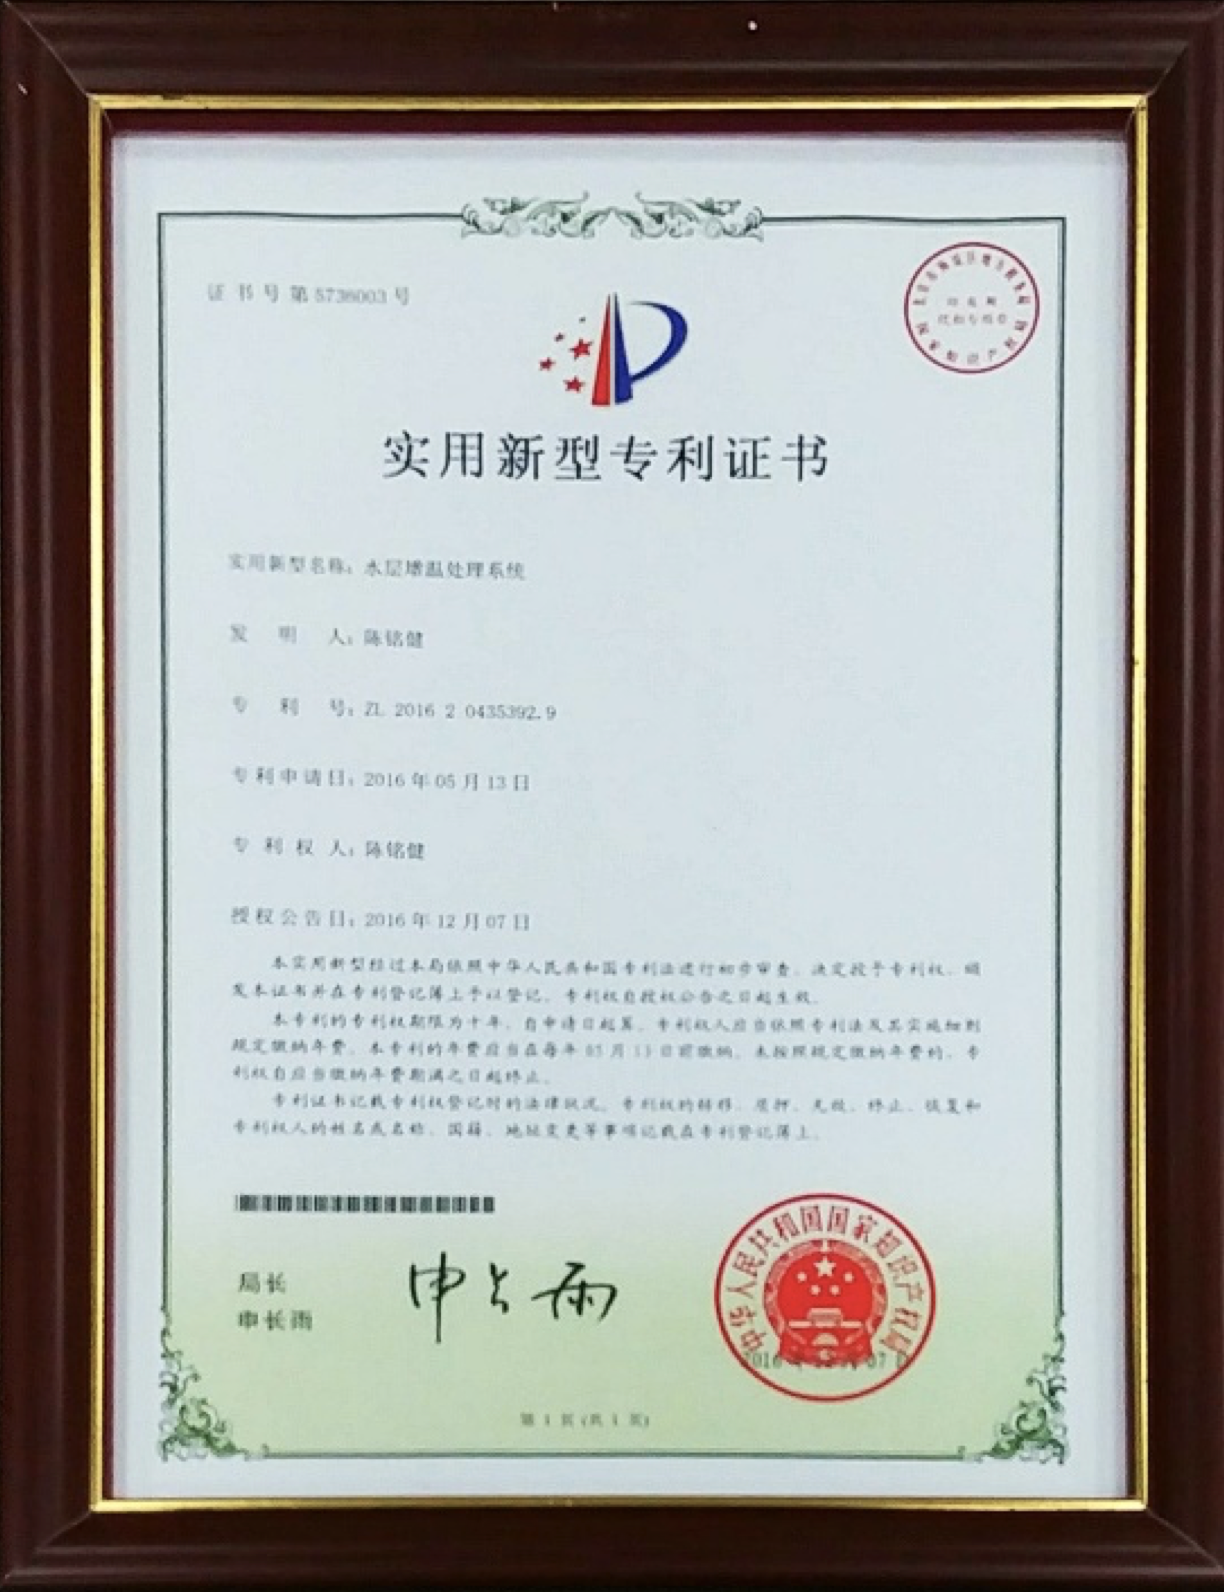 证书号第5736003号
实用新型专利证书
实用新型名称：水层增温处理系统
发明人：陈铭健
专利号：ZL 2016 2 0435392.9
专利申请日：2016年05月13日
专利权人：陈铭健
授权公告日：2016年12月07日
本实用新型经过本局依照中华人民共和国专利法进行初步审查，决定授予专利权，颁
发本证书并在专利登记簿上予以登记。专利权自授权公告之日起生效。
本专利的专利权期限为十年，自申请日起算。专利权人应当依照专利法及其实施细则
规定缴纳年费。本专利的年费应当在每年05月13日前缴纳。未按照规定缴纳年费的，专
利权自应当缴纳年费期满之日起终止。
专利证书记载专利权登记时的法律状况。专利权的转移、质押、无效、终止、恢复和
专利权人的姓名或名称、国籍、地址变更等事项记载在专利登记簿上。
局长
申长雨
申长雨
中华人民共和国国家知识产权局
2016年12月07日
第1页(共1页)